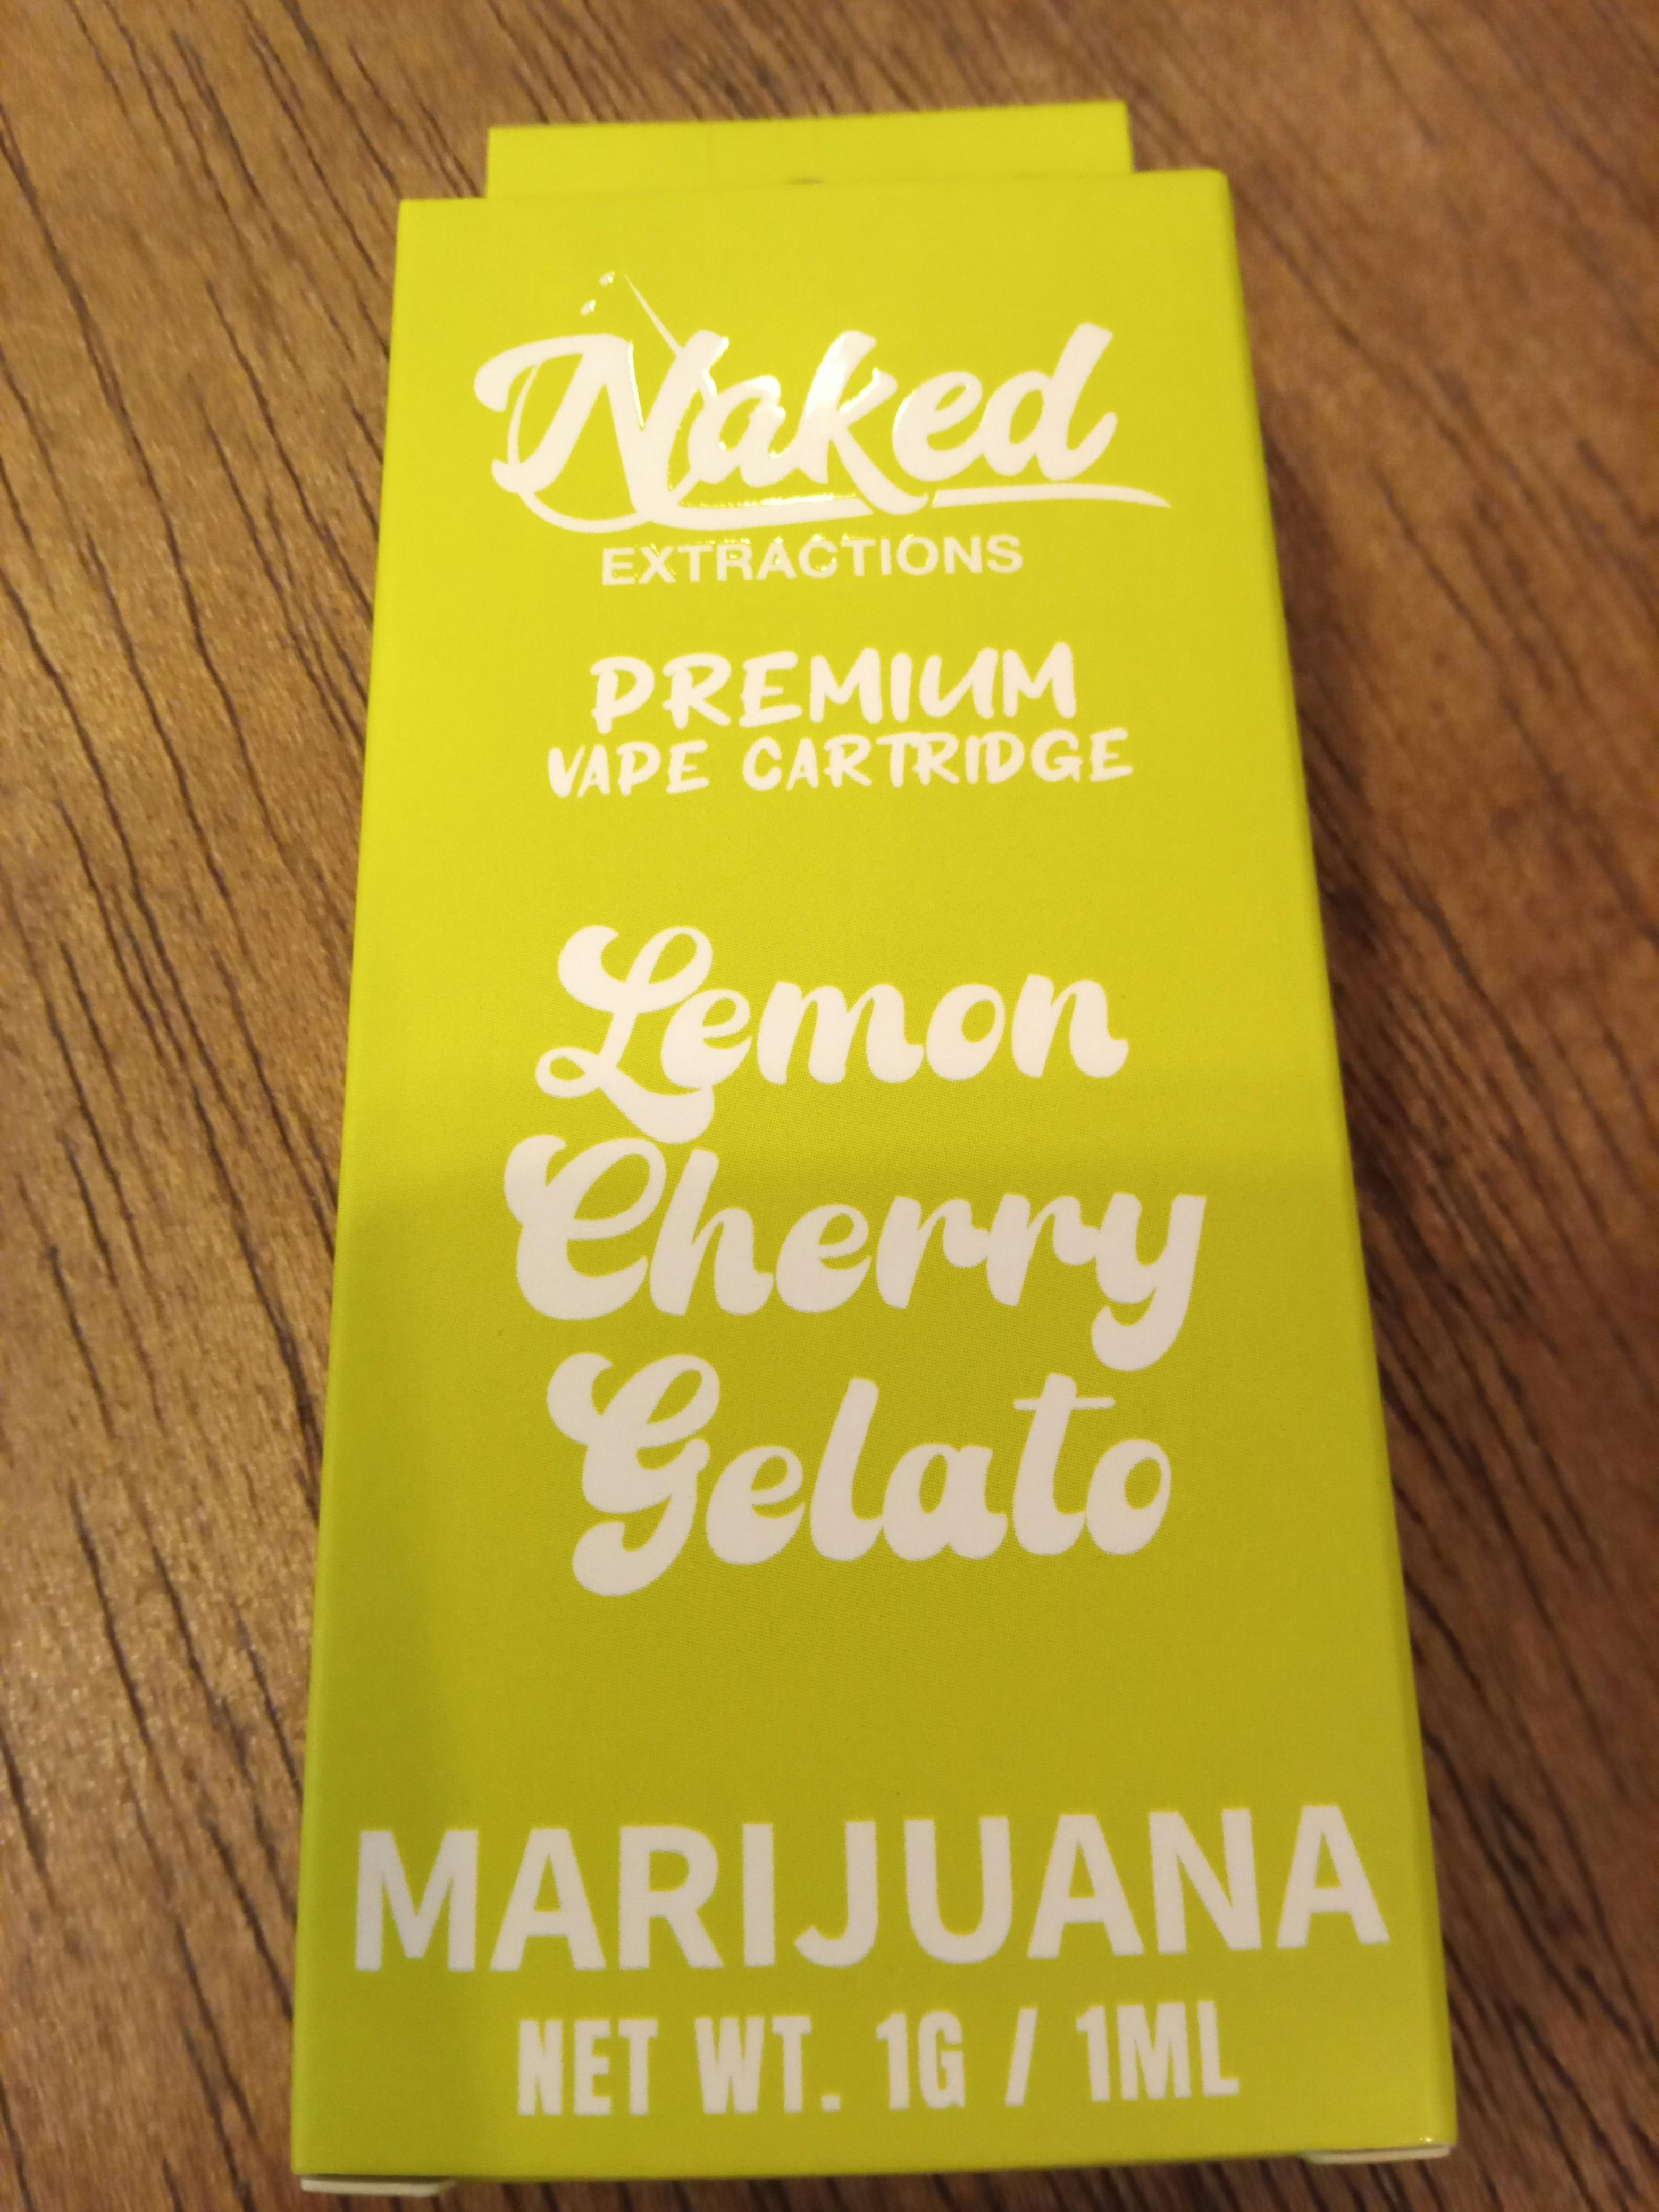 Naked
EXTRACTIONS
PREMIUM
VAPE CARTRIDGE
Lemon
Cherry
Gelato
MARIJUANA
NET WT. 1G / 1ML